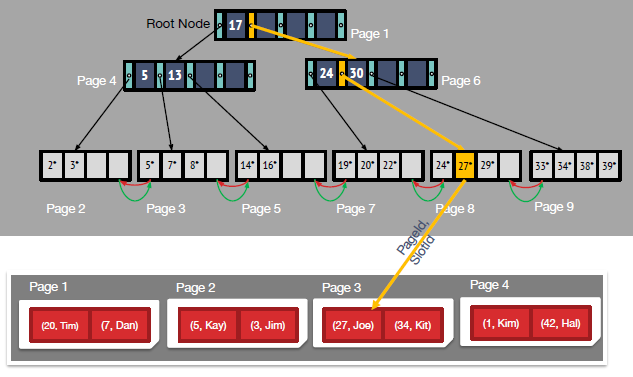 Root Node
17
Page 1
Page 4
5 13
24 30
Page 6
2* 3*
5* 7* 8*
14* 16*
19* 20* 22*
24* 27* 29*
33* 34* 38* 39*
Page 2
Page 3
Page 5
Page 7
Page 8
Page 9
PageId,
SlotId
Page 1
Page 2
Page 3
Page 4
(20, Tim) (7, Dan)
(5, Kay) (3, Jim)
(27, Joe) (34, Kit)
(1, Kim) (42, Hal)